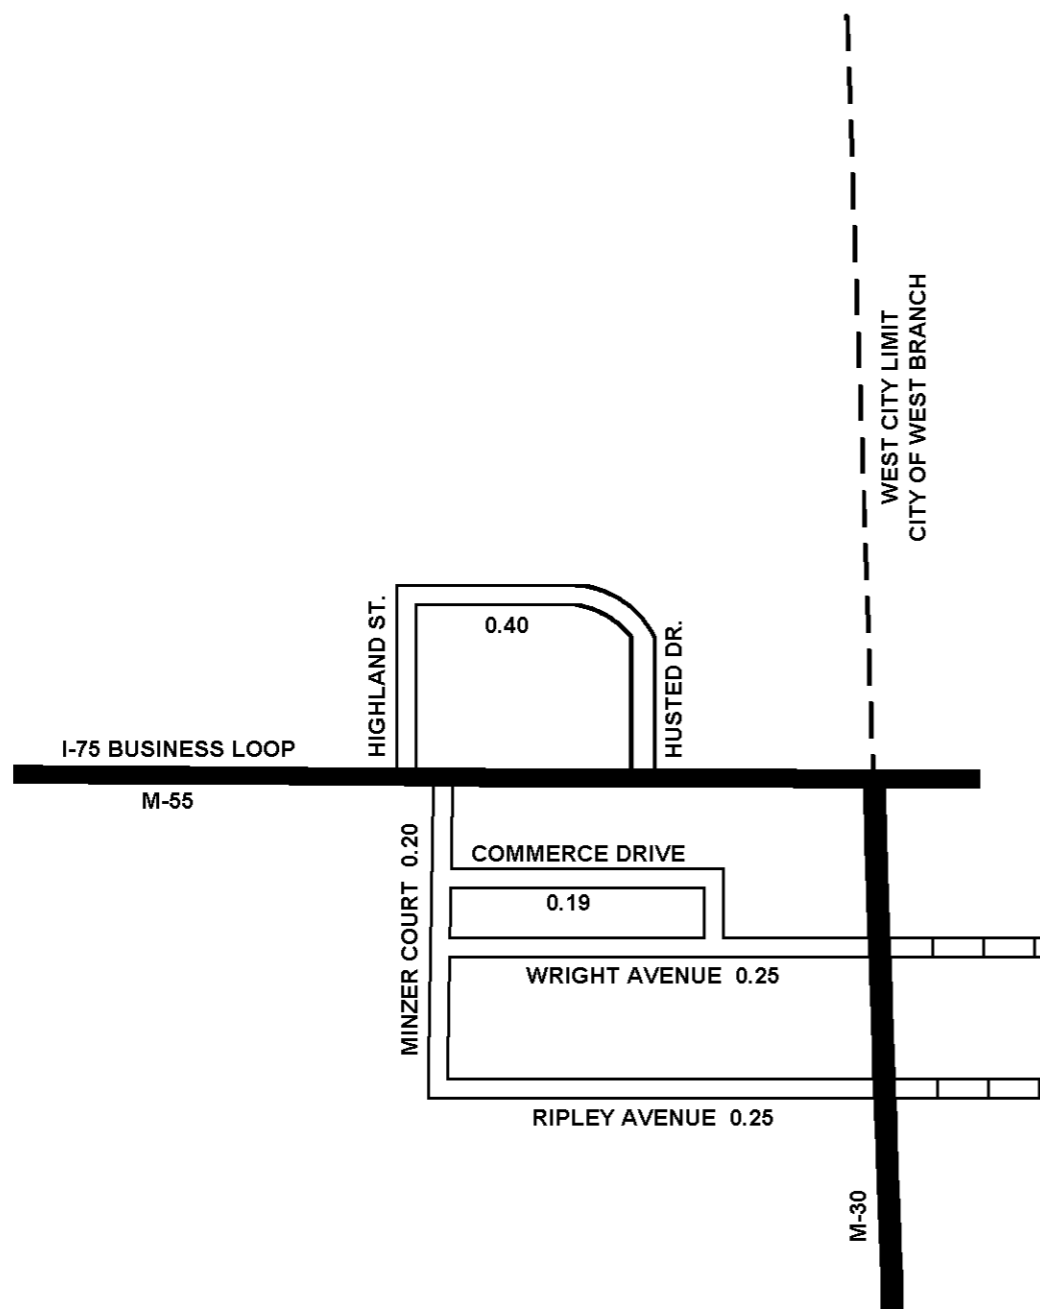 WEST CITY LIMIT
CITY OF WEST BRANCH
HIGHLAND ST.
0.40
HUSTED DR.
I-75 BUSINESS LOOP
M-55
MINZER COURT 0.20
COMMERCE DRIVE
0.19
WRIGHT AVENUE 0.25
RIPLEY AVENUE 0.25
M-30